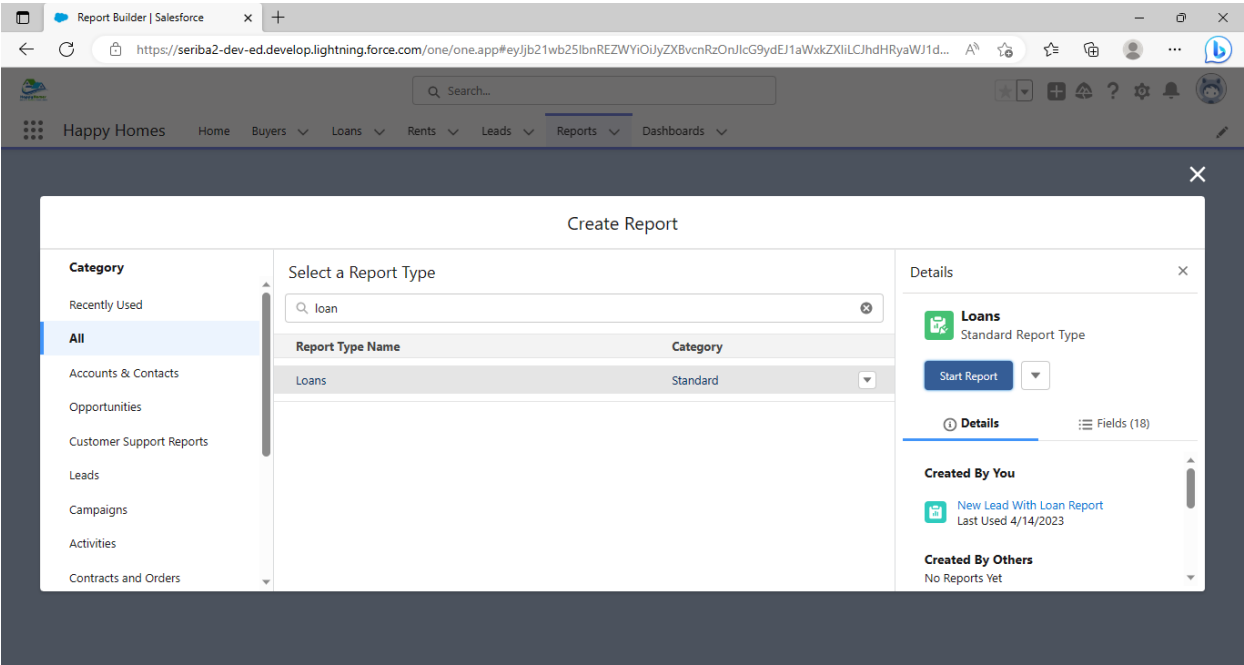 Report Builder | Salesforce
https://seriba2-dev-ed.develop.lightning.force.com/one/one.app#eyJjb21wb25lbnREZWYiOiJyZXBvcnRzOnJlcG9ydEJ1aWxkZXIiLCJhdHRyaWJ1d...
Search...
Happy Homes Home Buyers Loans Rents Leads Reports Dashboards
Create Report
Category
Recently Used
All
Accounts & Contacts
Opportunities
Customer Support Reports
Leads
Campaigns
Activities
Contracts and Orders
Select a Report Type
loan
Report Type Name Category
Loans Standard
Details
Loans
Standard Report Type
Start Report
Details Fields (18)
Created By You
New Lead With Loan Report
Last Used 4/14/2023
Created By Others
No Reports Yet